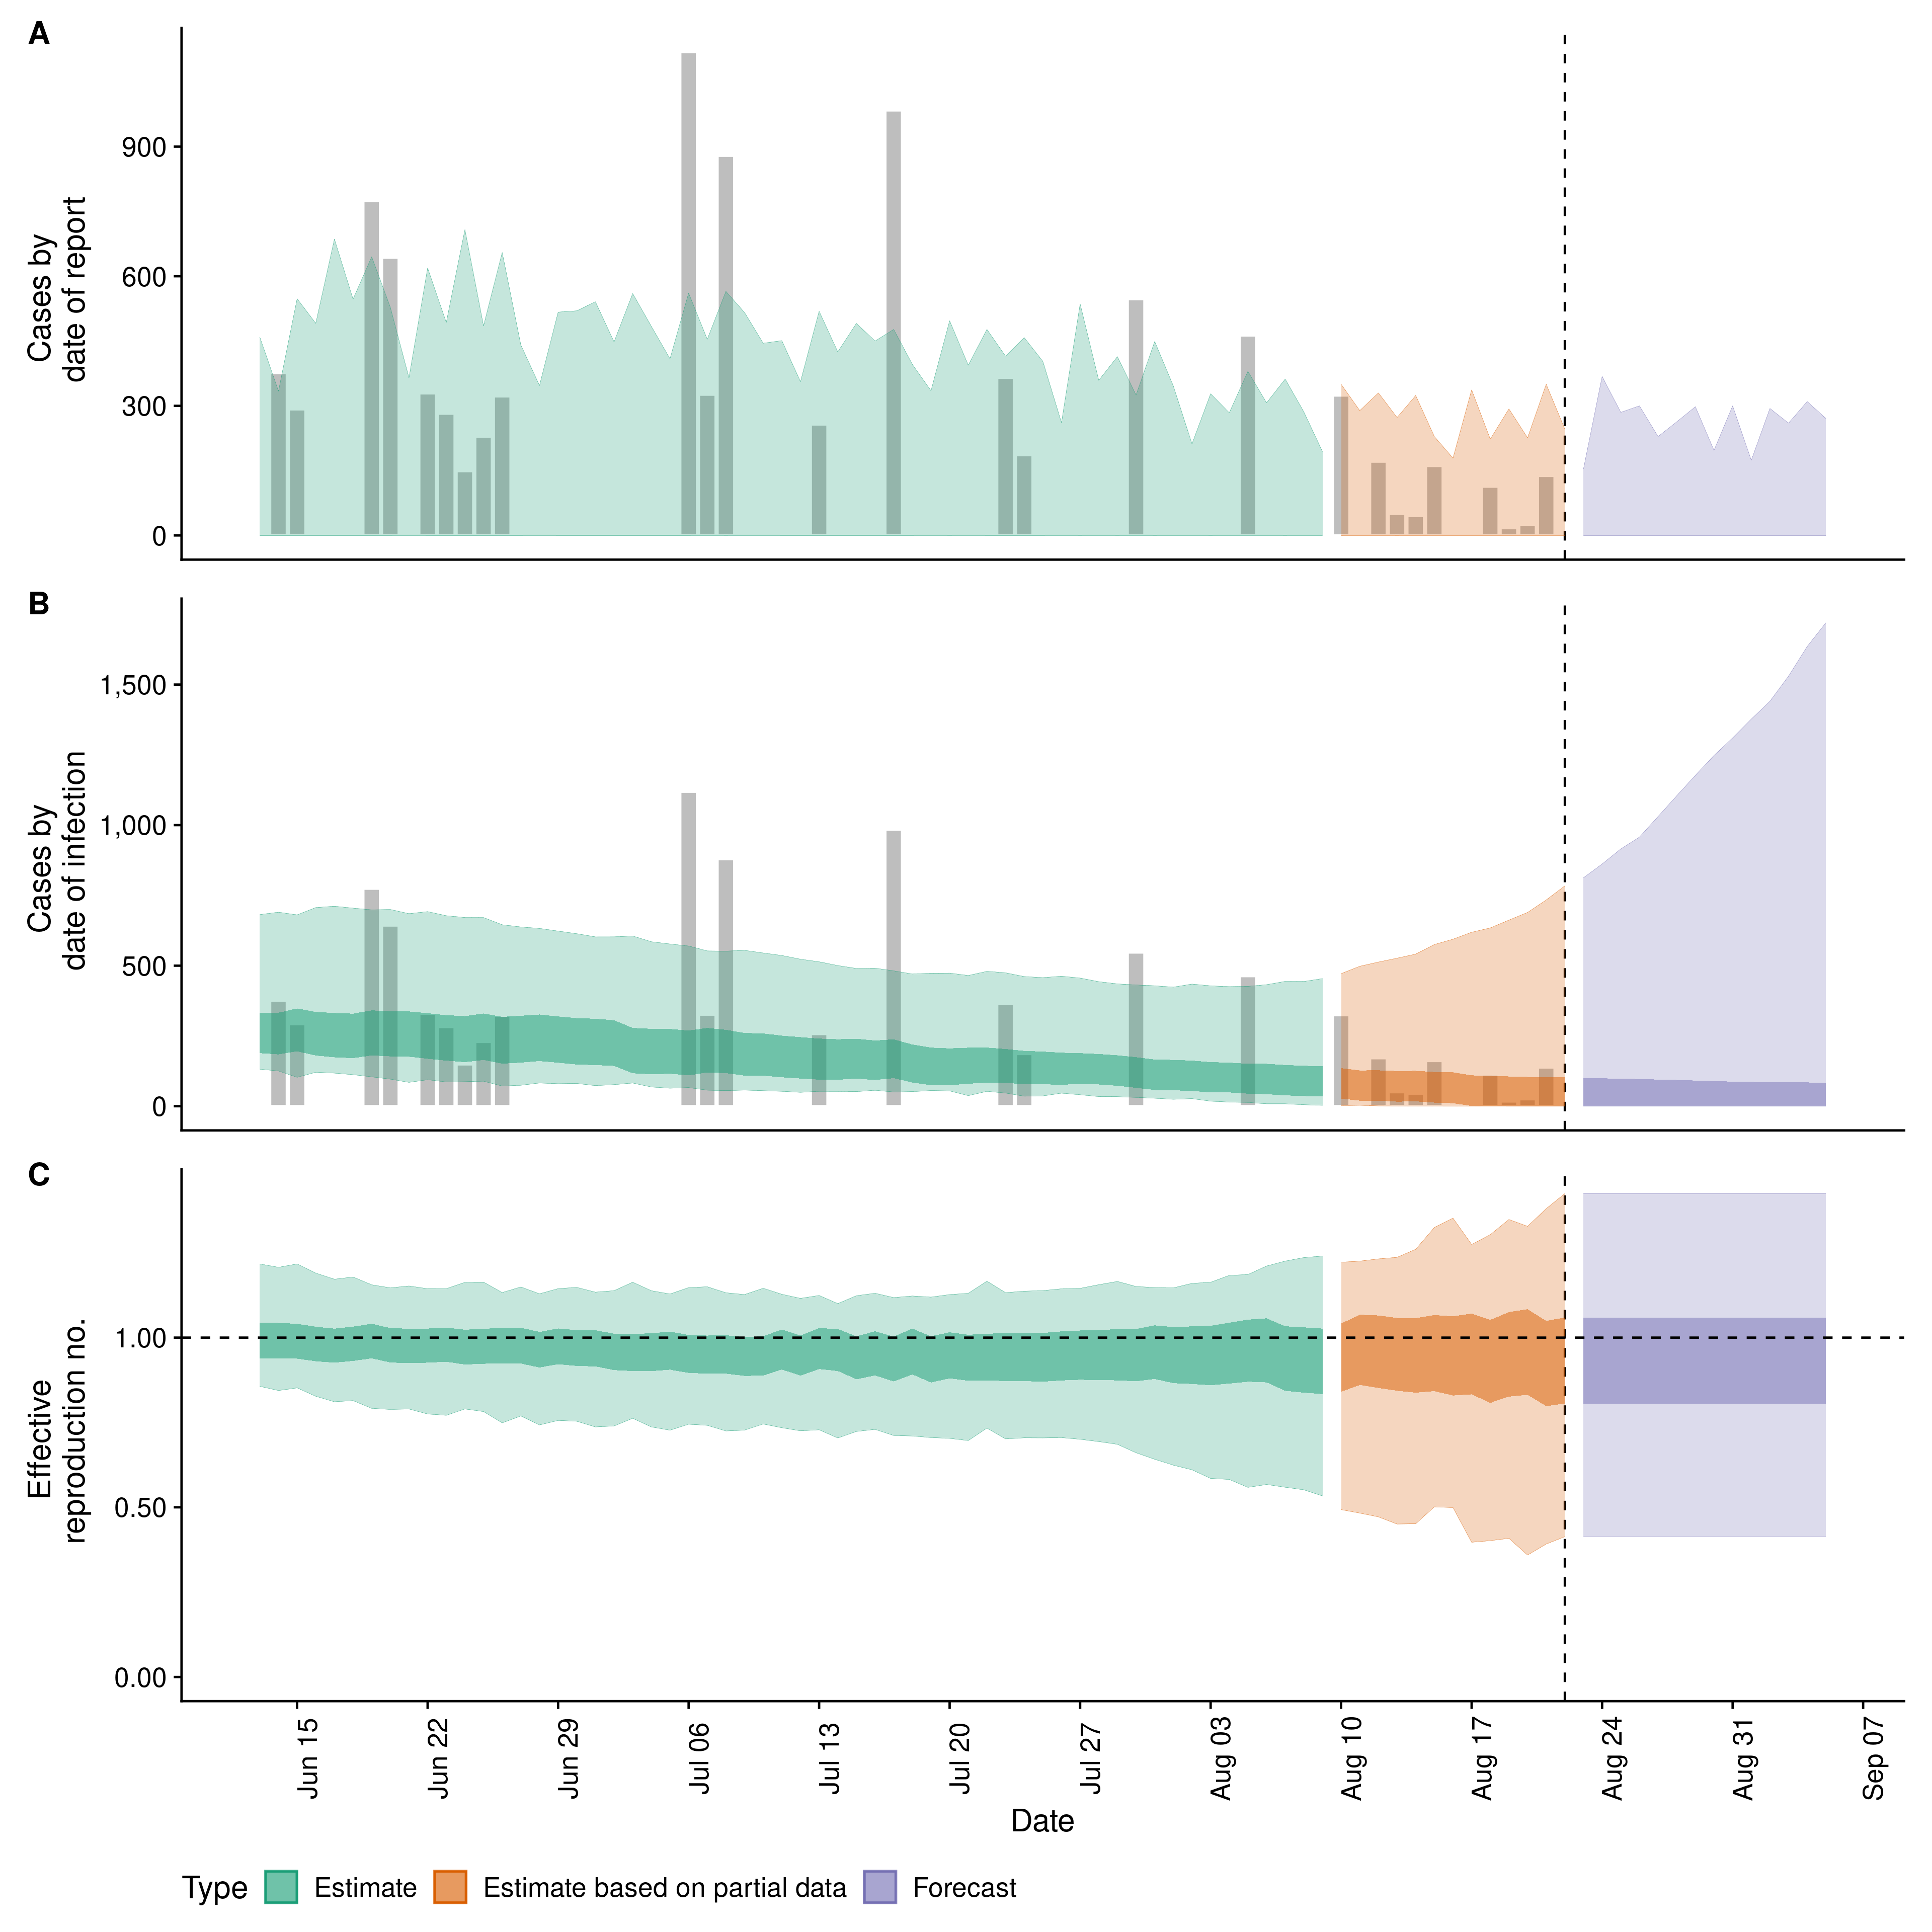 A
Cases by
date of report
900
600
300
0
B
Cases by
date of infection
1,500
1,000
500
0
C
Effective
reproduction no.
1.00
0.50
0.00
Jun 15
Jun 22
Jun 29
Jul 06
Jul 13
Jul 20
Jul 27
Aug 03
Aug 10
Aug 17
Aug 24
Aug 31
Sep 07
Date
Type Estimate Estimate based on partial data Forecast